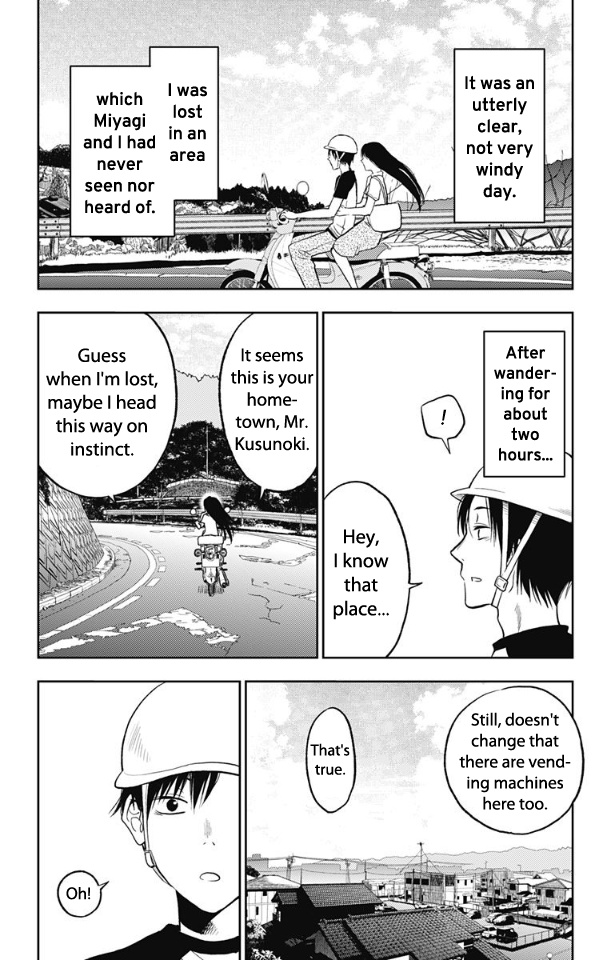 It was an
utterly
clear,
not very
windy
day.
I was
lost
in an
area
which
Miyagi
and I had
never
seen nor
heard of.
After
wander-
ing for
about
two
hours...
!
Hey,
I know
that
place...
It seems
this is your
home-
town, Mr.
Kusunoki.
Guess
when I'm lost,
maybe I head
this way on
instinct.
Still, doesn't
change that
there are vend-
ing machines
here too.
That's
true.
Oh!